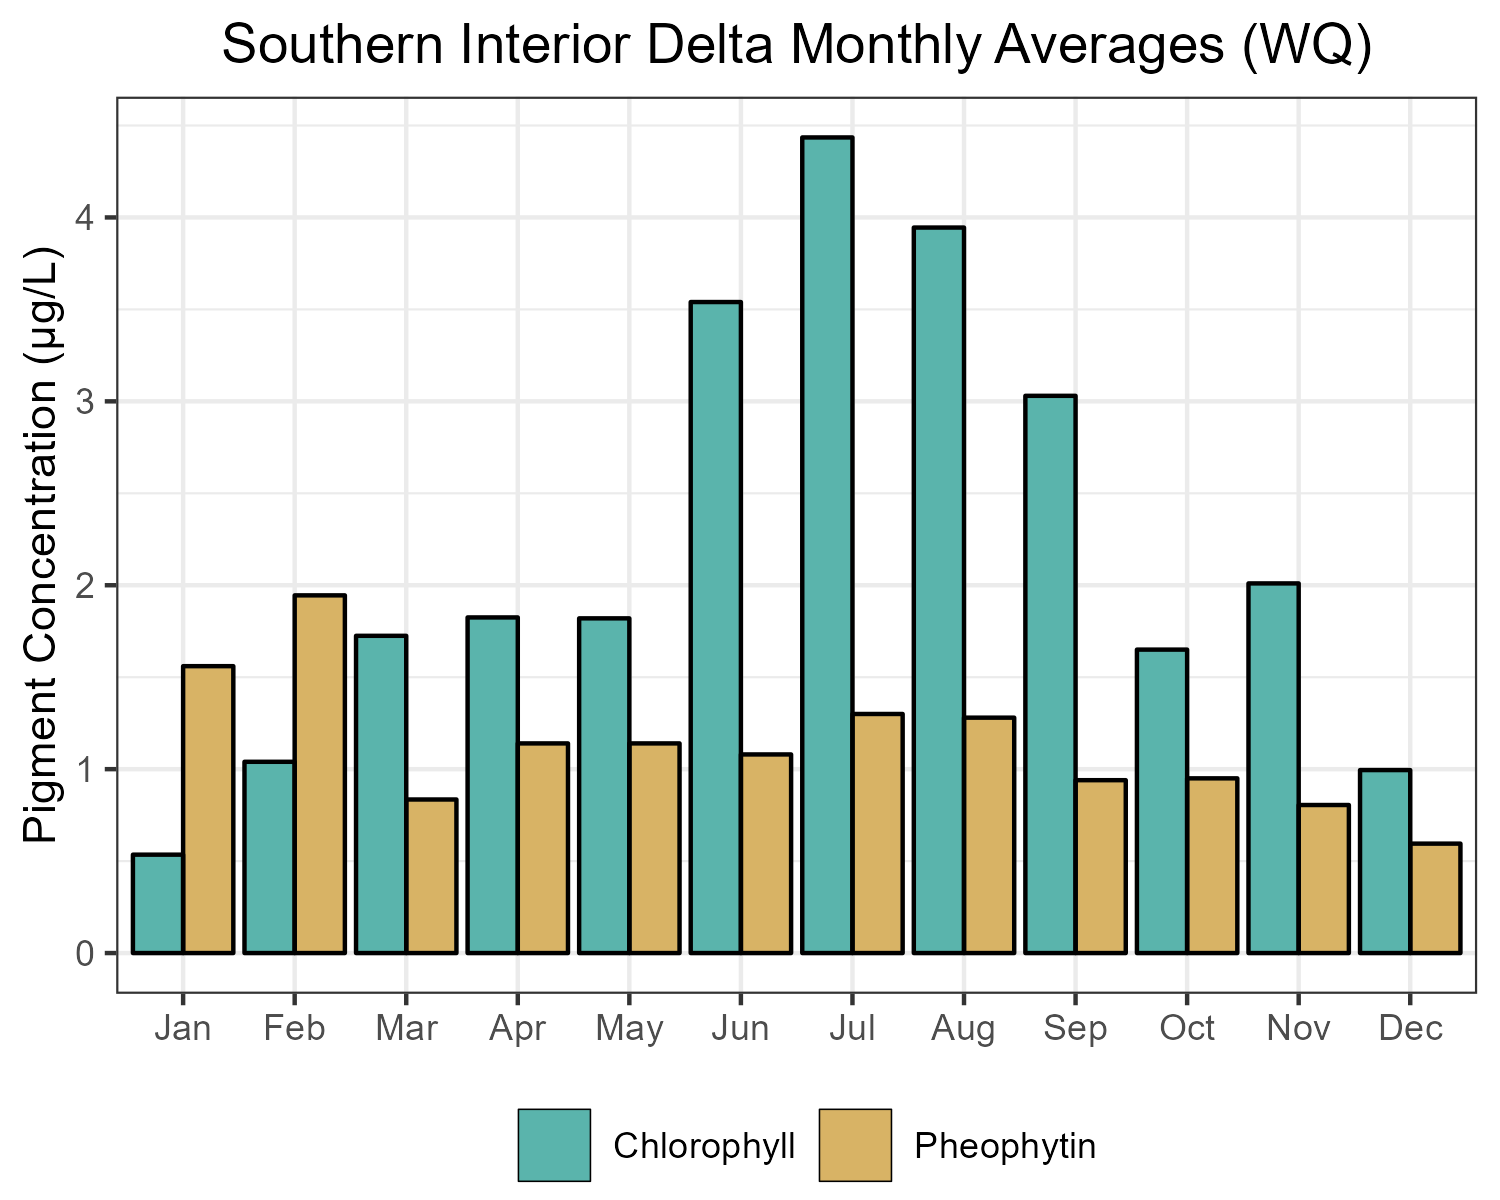 Southern Interior Delta Monthly Averages (WQ)
Pigment Concentration (µg/L)
4
3
2
1
0
Jan Feb Mar Apr May Jun Jul Aug Sep Oct Nov Dec
Chlorophyll Pheophytin